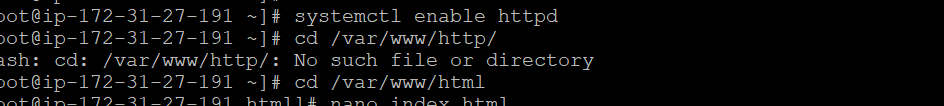 oot@ip-172-31-27-191 ~]# systemctl enable httpd
oot@ip-172-31-27-191 ~]# cd /var/www/http/
ash: cd: /var/www/http/: No such file or directory
oot@ip-172-31-27-191 ~]# cd /var/www/html
oot@ip-172-31-27-191 html]# nano index.html